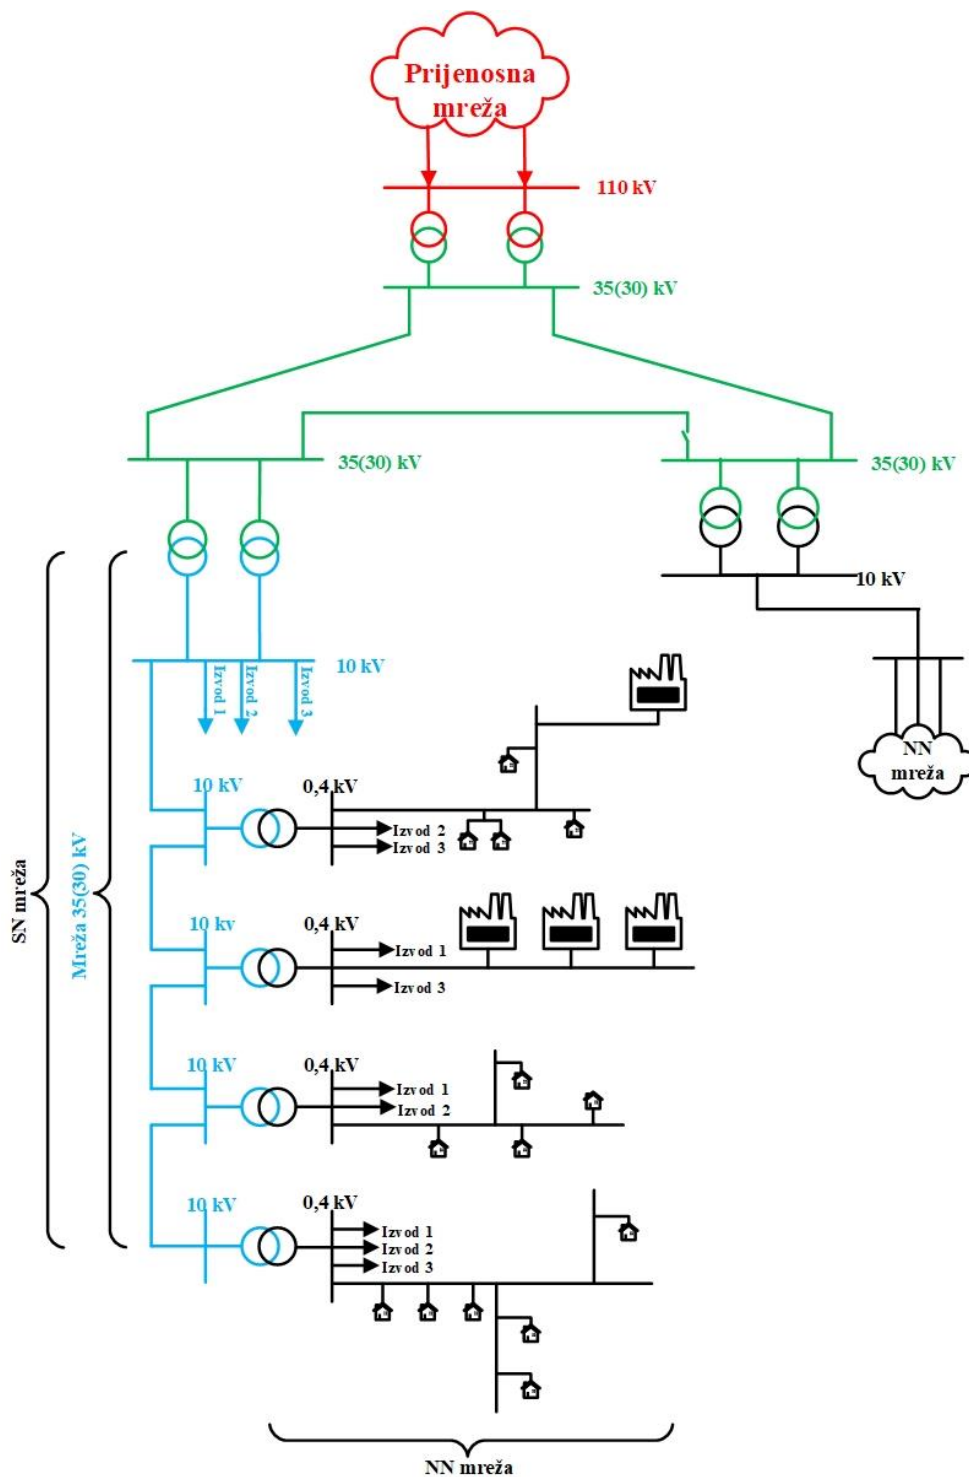 Prijenosna
mreža
110 kV
35(30) kV
35(30) kV
35(30) kV
10 kV
10 kV
Izvod 1
Izvod 2
Izvod 3
NN
mreža
SN mreža
Mreža 35(30) kV
10 kV
0,4 kV
Izvod 2
Izvod 3
10 kv
0,4 kV
Izvod 1
Izvod 3
10 kV
0,4 kV
Izvod 1
Izvod 2
10 kV
0,4 kV
Izvod 1
Izvod 2
Izvod 3
NN mreža